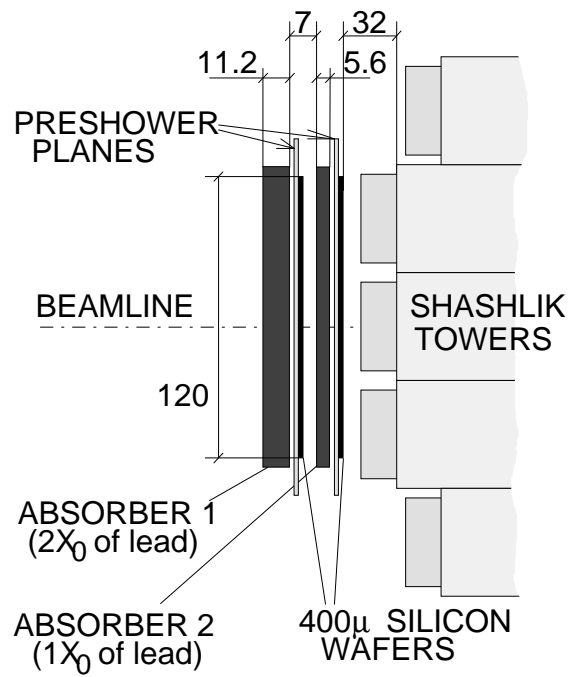 7 32
11.2 5.6
PRESHOWER
PLANES
BEAMLINE
SHASHLIK
TOWERS
120
ABSORBER 1
(2X0 of lead)
ABSORBER 2
(1X0 of lead)
400μ SILICON
WAFERS